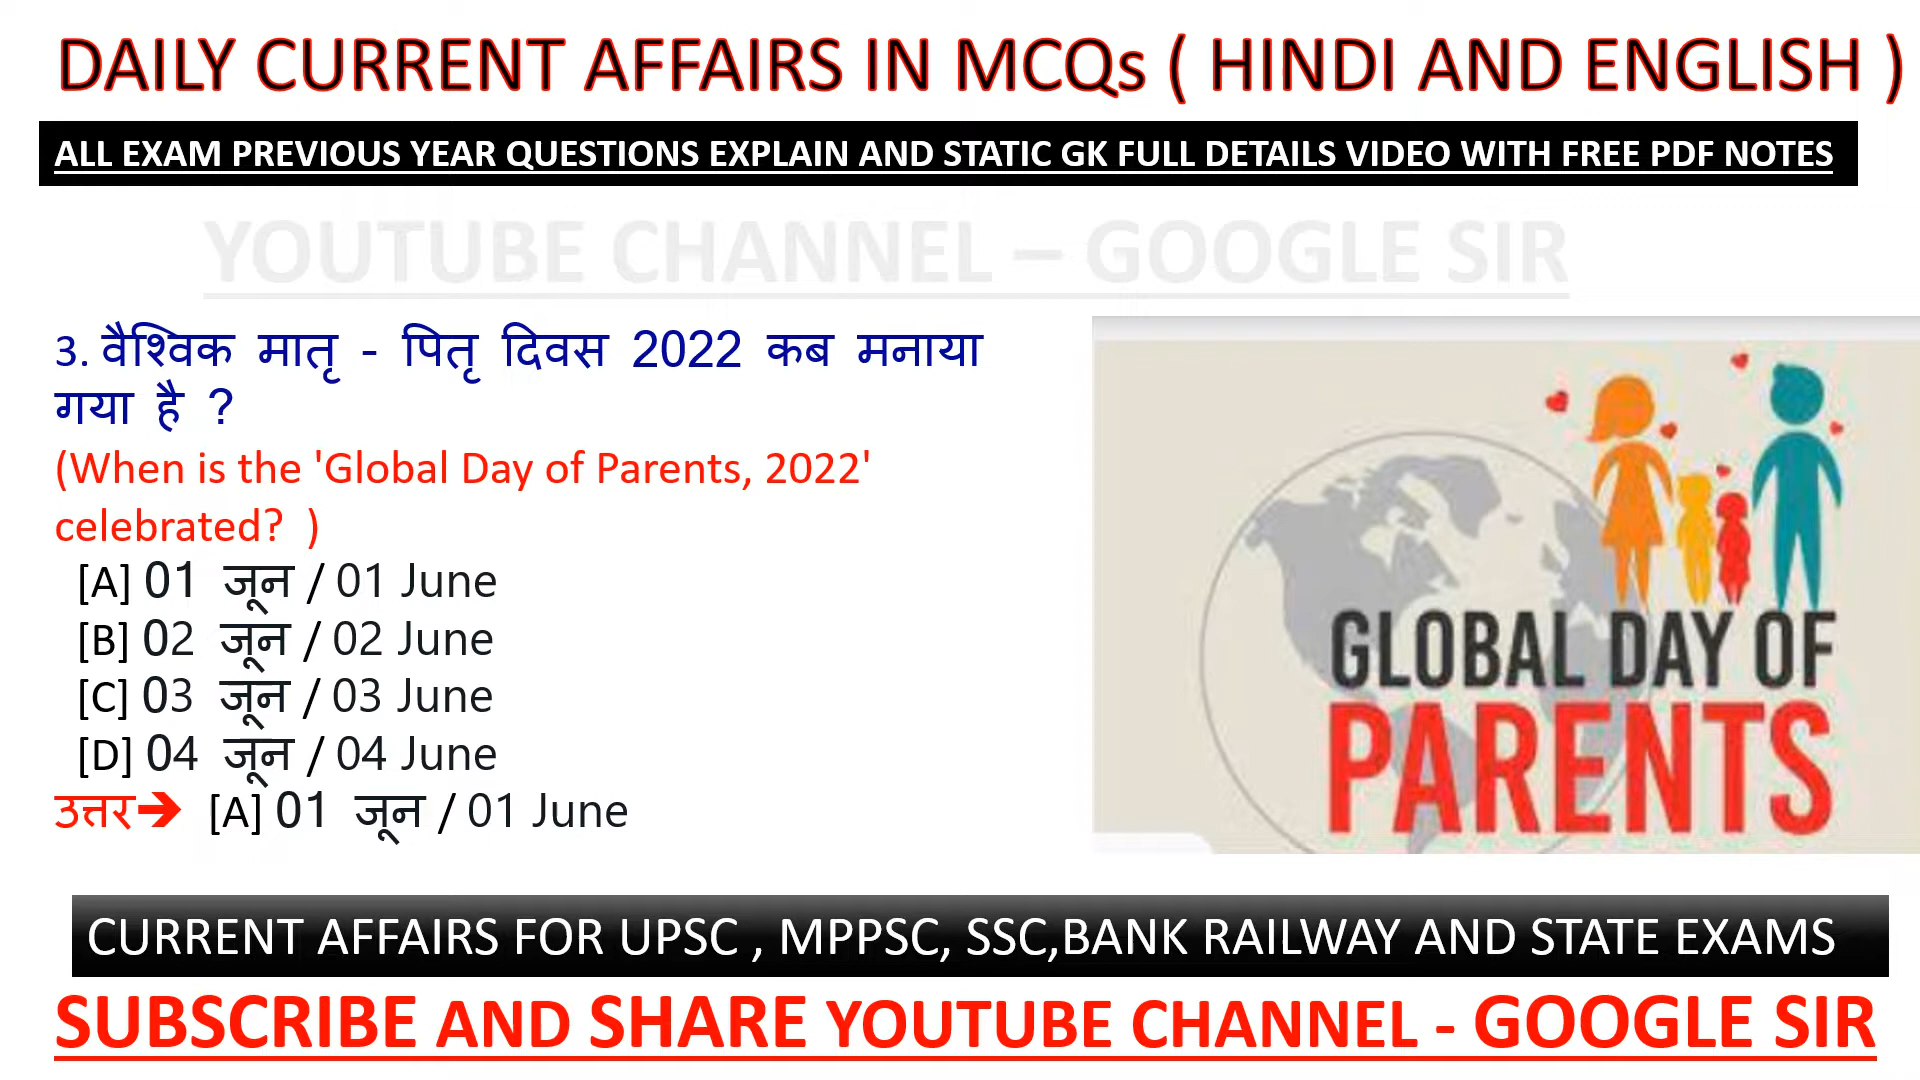 DAILY CURRENT AFFAIRS IN MCQs ( HINDI AND ENGLISH )
ALL EXAM PREVIOUS YEAR QUESTIONS EXPLAIN AND STATIC GK FULL DETAILS VIDEO WITH FREE PDF NOTES
YOUTUBE CHANNEL – GOOGLE SIR
3. वैश्विक मातृ - पितृ दिवस 2022 कब मनाया
गया है ?
(When is the 'Global Day of Parents, 2022'
celebrated? )
[A] 01 जून / 01 June
[B] 02 जून / 02 June
[C] 03 जून / 03 June
[D] 04 जून / 04 June
उत्तर➔ [A] 01 जून / 01 June
GLOBAL DAY OF
PARENTS
CURRENT AFFAIRS FOR UPSC , MPPSC, SSC,BANK RAILWAY AND STATE EXAMS
SUBSCRIBE AND SHARE YOUTUBE CHANNEL - GOOGLE SIR